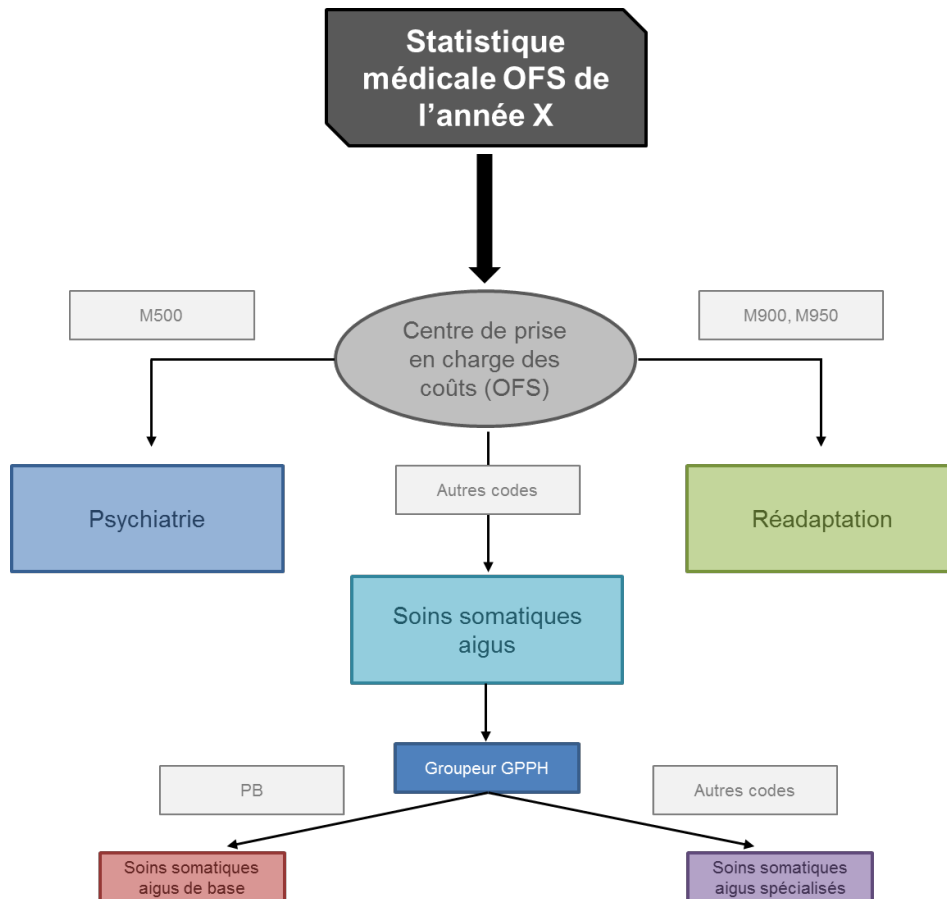 Statistique
médicale OFS de
l’année X
M500
M900, M950
Centre de prise
en charge des
coûts (OFS)
Autres codes
Psychiatrie
Réadaptation
Soins somatiques
aigus
Groupeur GPPH
PB
Autres codes
Soins somatiques
aigus de base
Soins somatiques
aigus spécialisés